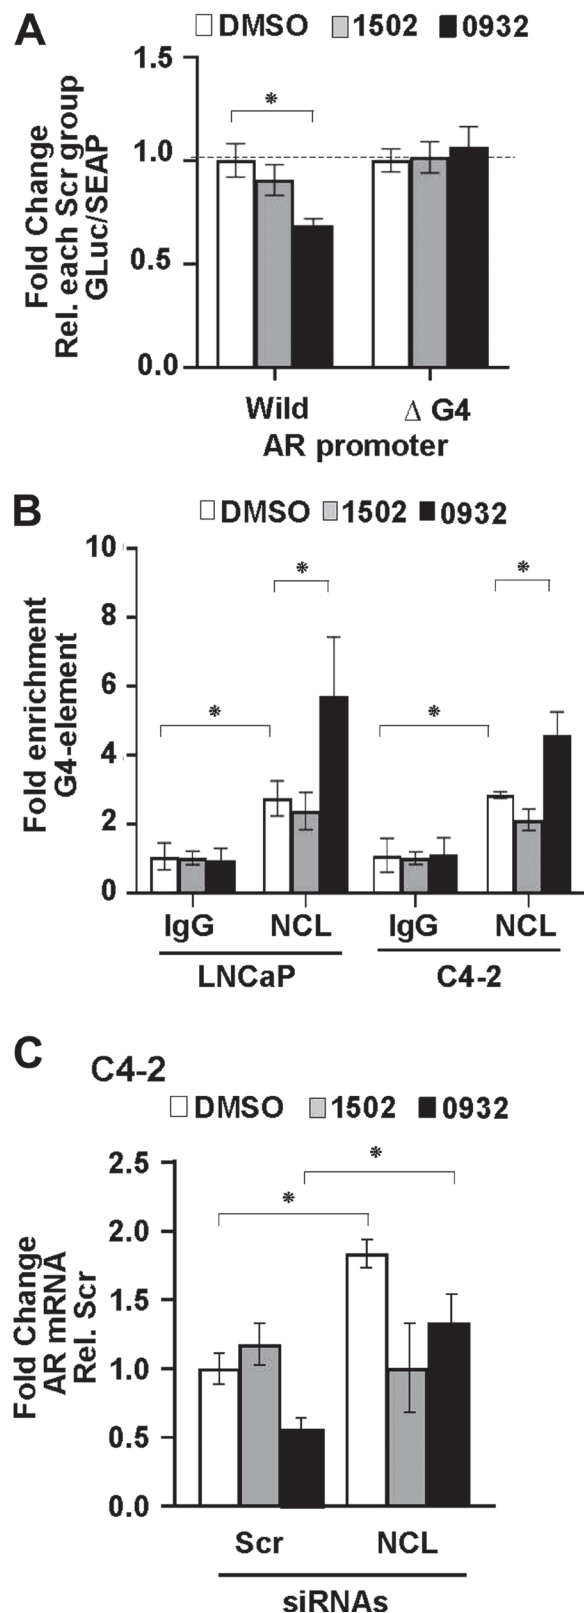 A
DMSO 1502 0932
Fold Change
Rel. each Scr group
GLuc/SEAP
1.5
1.0
0.5
0.0
*
Wild Δ G4
AR promoter
B
DMSO 1502 0932
Fold enrichment
G4-element
10
8
6
4
2
0
* * * *
IgG NCL IgG NCL
LNCaP C4-2
C
C4-2
DMSO 1502 0932
Fold Change
AR mRNA
Rel. Scr
2.5
2.0
1.5
1.0
0.5
0.0
* *
Scr NCL
siRNAs